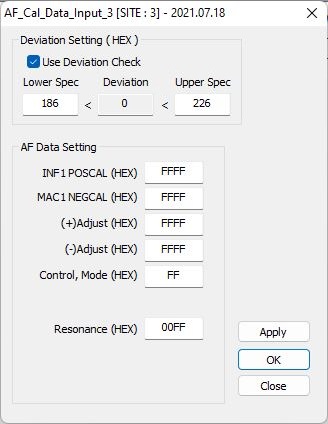 AF_Cal_Data_Input_3 [SITE : 3] - 2021.07.18
Deviation Setting ( HEX )
Use Deviation Check
Lower Spec Deviation Upper Spec
186 < 0 < 226
AF Data Setting
INF1 POSCAL (HEX) FFFF
MAC1 NEGCAL (HEX) FFFF
(+)Adjust (HEX) FFFF
(-)Adjust (HEX) FFFF
Control, Mode (HEX) FF
Resonance (HEX) 00FF
Apply
OK
Close